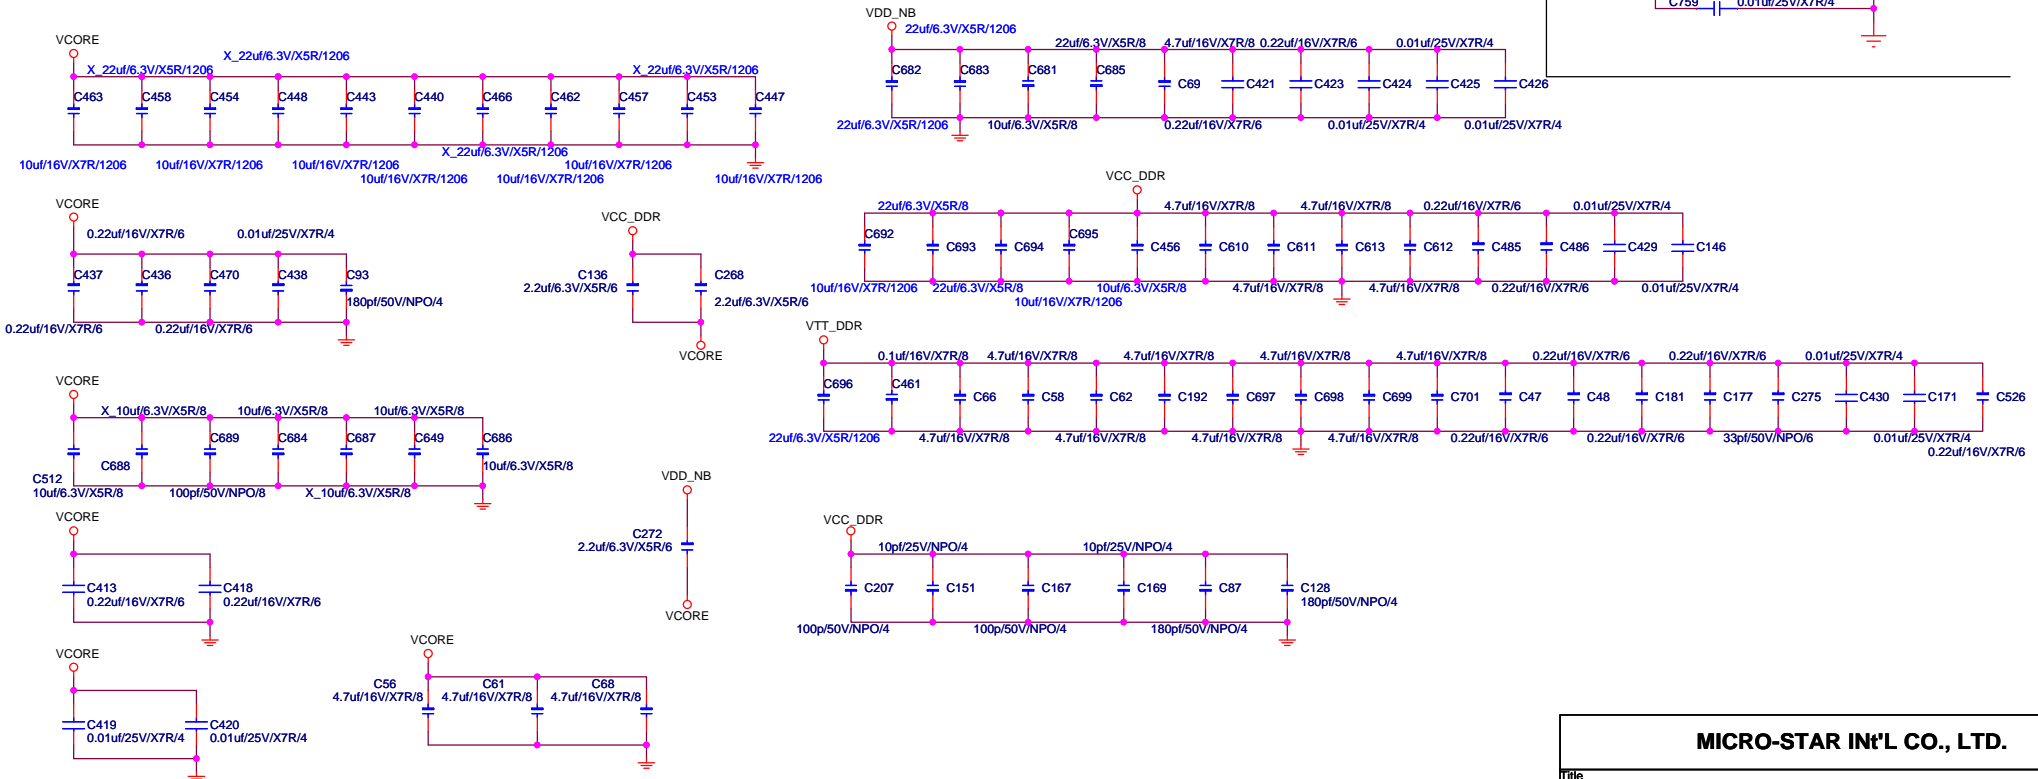 C759 0.01uf/25V/X7R/4
VCORE
X_22uf/6.3V/X5R/1206
X_22uf/6.3V/X5R/1206 X_22uf/6.3V/X5R/1206
C463 C458 C454 C448 C443 C440 C466 C462 C457 C453 C447
X_22uf/6.3V/X5R/1206
10uf/16V/X7R/1206 10uf/16V/X7R/1206 10uf/16V/X7R/1206 10uf/16V/X7R/1206
10uf/16V/X7R/1206 10uf/16V/X7R/1206 10uf/16V/X7R/1206
VDD_NB
22uf/6.3V/X5R/1206
22uf/6.3V/X5R/8 4.7uf/16V/X7R/8 0.22uf/16V/X7R/6 0.01uf/25V/X7R/4
C682 C683 C681 C685 C69 C421 C423 C424 C425 C426
22uf/6.3V/X5R/1206 10uf/6.3V/X5R/8 0.22uf/16V/X7R/6 0.01uf/25V/X7R/4 0.01uf/25V/X7R/4
VCORE
0.22uf/16V/X7R/6 0.01uf/25V/X7R/4
C437 C436 C470 C438 C93
180pf/50V/NPO/4
0.22uf/16V/X7R/6 0.22uf/16V/X7R/6
VCC_DDR
C136 C268
2.2uf/6.3V/X5R/6 2.2uf/6.3V/X5R/6
VCORE
VCC_DDR
22uf/6.3V/X5R/8 4.7uf/16V/X7R/8 4.7uf/16V/X7R/8 0.22uf/16V/X7R/6 0.01uf/25V/X7R/4
C692 C693 C694 C695 C456 C610 C611 C613 C612 C485 C486 C429 C146
10uf/16V/X7R/1206 22uf/6.3V/X5R/8 10uf/6.3V/X5R/8 4.7uf/16V/X7R/8 4.7uf/16V/X7R/8 0.22uf/16V/X7R/6 0.01uf/25V/X7R/4
10uf/16V/X7R/1206
VTT_DDR
0.1uf/16V/X7R/8 4.7uf/16V/X7R/8 4.7uf/16V/X7R/8 4.7uf/16V/X7R/8 4.7uf/16V/X7R/8 0.22uf/16V/X7R/6 0.22uf/16V/X7R/6 0.01uf/25V/X7R/4
C696 C461 C66 C58 C62 C192 C697 C698 C699 C701 C47 C48 C181 C177 C275 C430 C171 C526
22uf/6.3V/X5R/1206 4.7uf/16V/X7R/8 4.7uf/16V/X7R/8 4.7uf/16V/X7R/8 4.7uf/16V/X7R/8 0.22uf/16V/X7R/6 0.22uf/16V/X7R/6 33pf/50V/NPO/6 0.01uf/25V/X7R/4
0.22uf/16V/X7R/6
VCORE
X_10uf/6.3V/X5R/8 10uf/6.3V/X5R/8 10uf/6.3V/X5R/8
C512 C688 C689 C684 C687 C649 C686
10uf/6.3V/X5R/8
10uf/6.3V/X5R/8 100pf/50V/NPO/8 X_10uf/6.3V/X5R/8
VDD_NB
C272
2.2uf/6.3V/X5R/6
VCORE
VCORE
C413 C418
0.22uf/16V/X7R/6 0.22uf/16V/X7R/6
VCC_DDR
10pf/25V/NPO/4 10pf/25V/NPO/4
C207 C151 C167 C169 C87 C128
180pf/50V/NPO/4
100p/50V/NPO/4 100p/50V/NPO/4 180pf/50V/NPO/4
VCORE
C419 C420
0.01uf/25V/X7R/4 0.01uf/25V/X7R/4
VCORE
C56 C61 C68
4.7uf/16V/X7R/8 4.7uf/16V/X7R/8 4.7uf/16V/X7R/8
MICRO-STAR INt'L CO., LTD.
Title